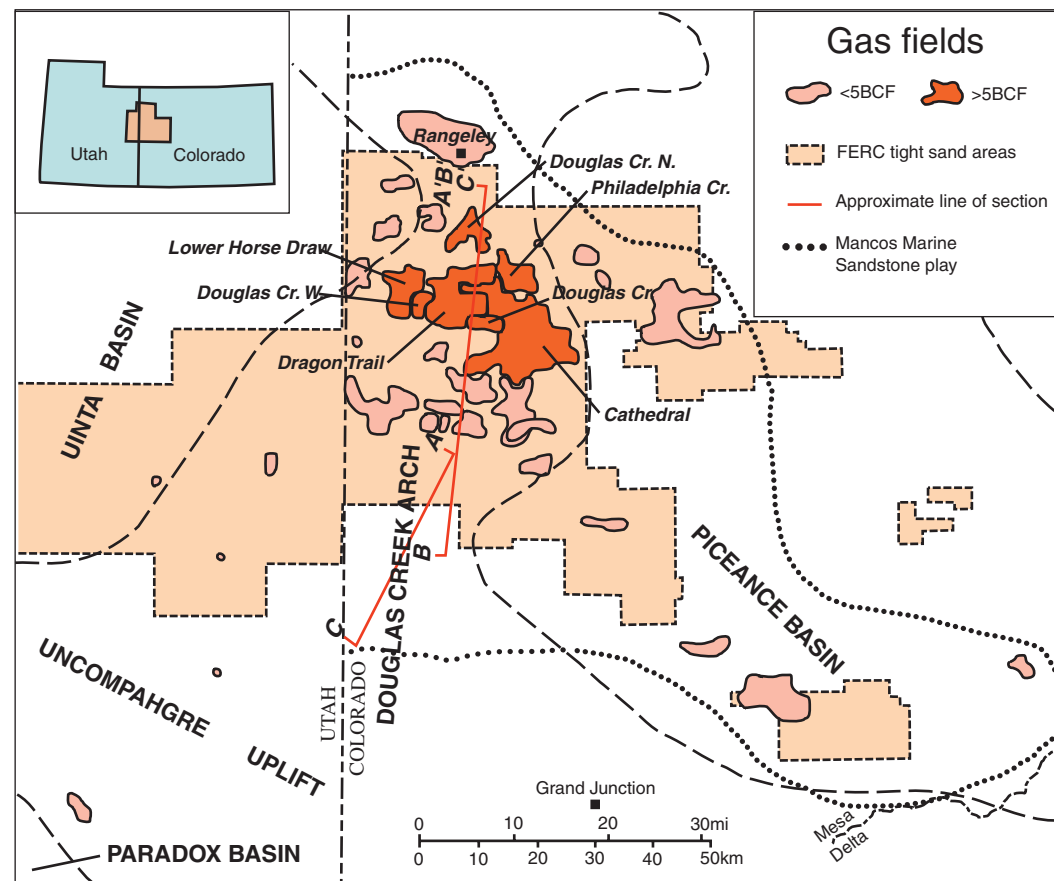 Gas fields
<5BCF
>5BCF
FERC tight sand areas
Approximate line of section
Mancos Marine
Sandstone play
Utah
Colorado
Rangeley
Douglas Cr. N.
Philadelphia Cr.
A'
B'
C'
Lower Horse Draw
Douglas Cr. W
Douglas Cr.
Dragon Trail
Cathedral
UINTA BASIN
A
B
C
DOUGLAS CREEK ARCH
PICEANCE BASIN
UNCOMPAHGRE
UPLIFT
UTAH
COLORADO
Grand Junction
0 10 20 30mi
0 10 20 30 40 50km
Mesa
Delta
PARADOX BASIN